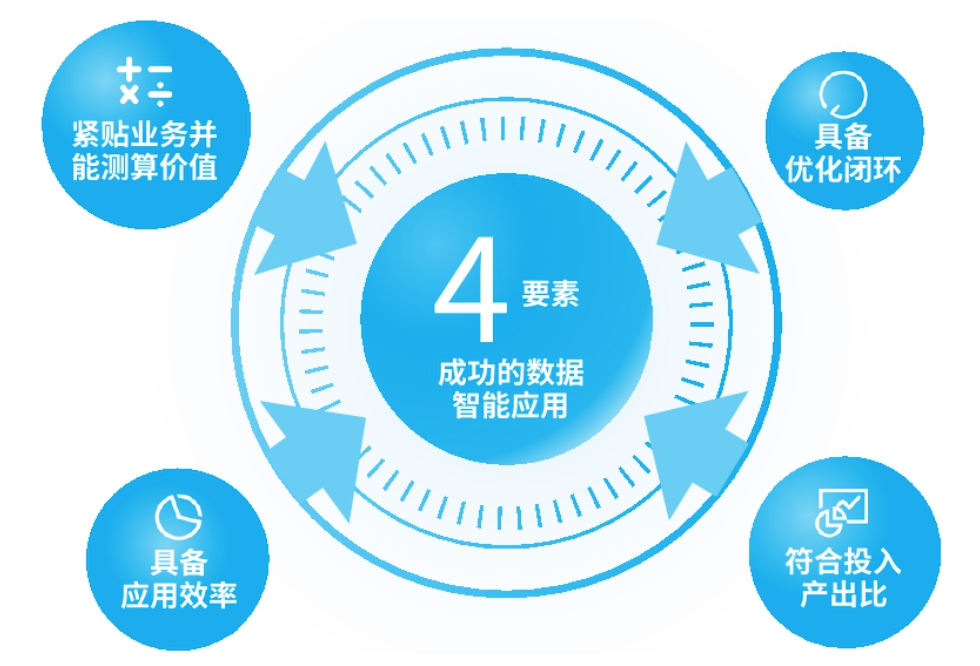 紧贴业务并
能测算价值
具备
优化闭环
4 要素
成功的数据
智能应用
具备
应用效率
符合投入
产出比